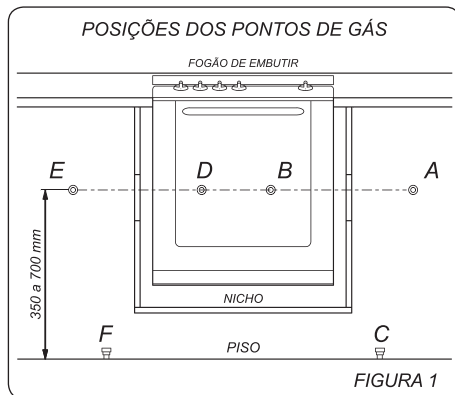 POSIÇÕES DOS PONTOS DE GÁS
FOGÃO DE EMBUTIR
E
D
B
A
350 a 700 mm
NICHO
F
PISO
C
FIGURA 1